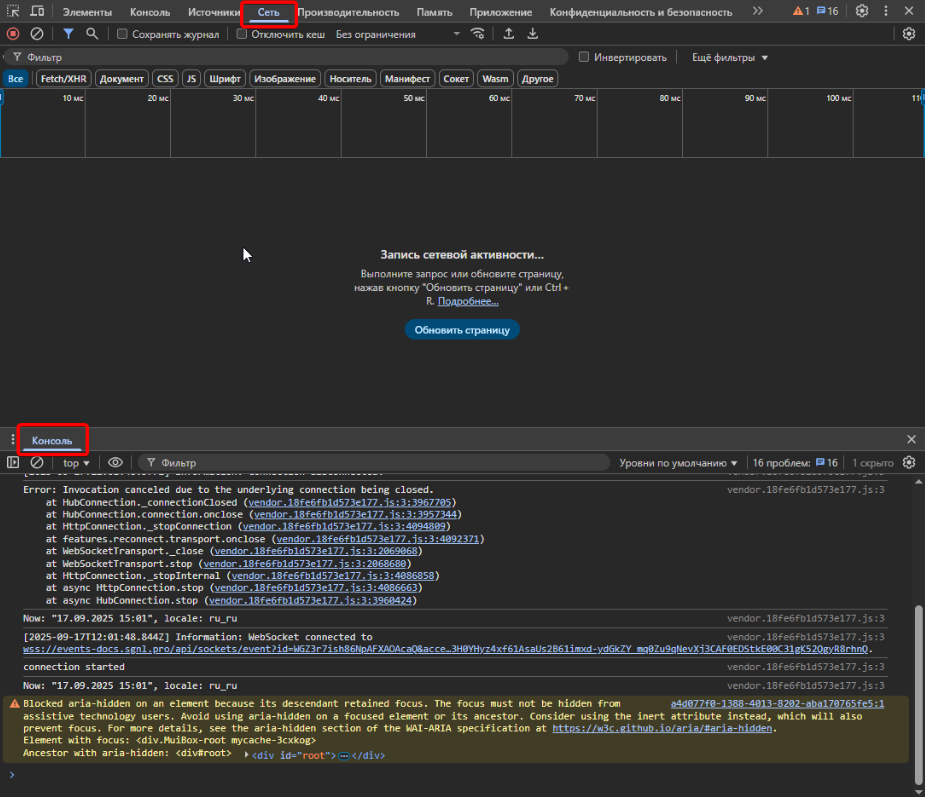 Элементы Консоль Источники Сеть Производительность Память Приложение Конфиденциальность и безопасность 1 16
Сохранять журнал Отключить кеш Без ограничения
Фильтр Инвертировать Ещё фильтры
Все Fetch/XHR Документ CSS JS Шрифт Изображение Носитель Манифест Сокет Wasm Другое
10 мс 20 мс 30 мс 40 мс 50 мс 60 мс 70 мс 80 мс 90 мс 100 мс
Запись сетевой активности...
Выполните запрос или обновите страницу,
нажав кнопку "Обновить страницу" или Ctrl +
R. Подробнее...
Обновить страницу
Консоль
top Фильтр Уровни по умолчанию 16 проблем: 16 1 скрыто
Error: Invocation canceled due to the underlying connection being closed. vendor.18fe6fb1d573e177.js:3
at HubConnection._connectionClosed (vendor.18fe6fb1d573e177.js:3:3967705)
at HubConnection.connection.onclose (vendor.18fe6fb1d573e177.js:3:3957344)
at HttpConnection._stopConnection (vendor.18fe6fb1d573e177.js:3:4094809)
at features.reconnect.transport.onclose (vendor.18fe6fb1d573e177.js:3:4092371)
at WebSocketTransport._close (vendor.18fe6fb1d573e177.js:3:2069068)
at WebSocketTransport.stop (vendor.18fe6fb1d573e177.js:3:2068680)
at HttpConnection._stopInternal (vendor.18fe6fb1d573e177.js:3:4086858)
at async HttpConnection.stop (vendor.18fe6fb1d573e177.js:3:4086663)
at async HubConnection.stop (vendor.18fe6fb1d573e177.js:3:3960424)
Now: "17.09.2025 15:01", locale: ru_ru vendor.18fe6fb1d573e177.js:3
[2025-09-17T12:01:48.844Z] Information: WebSocket connected to vendor.18fe6fb1d573e177.js:3
wss://events-docs.sgnl.pro/api/sockets/event?id=WGZ3r7ish86NpAFXAOAcaQ&acce…3H0YHyz4xf61AsaUs2B61imxd-ydGkZY_mq0Zu9qNevXj3CAF0EDStkE00C31gK52QgyR8rhnQ.
connection started vendor.18fe6fb1d573e177.js:3
Now: "17.09.2025 15:01", locale: ru_ru vendor.18fe6fb1d573e177.js:3
Blocked aria-hidden on an element because its descendant retained focus. The focus must not be hidden from a4d077f0-1388-4013-8202-aba170765fe5:1
assistive technology users. Avoid using aria-hidden on a focused element or its ancestor. Consider using the inert attribute instead, which will also
prevent focus. For more details, see the aria-hidden section of the WAI-ARIA specification at https://w3c.github.io/aria/#aria-hidden.
Element with focus: <div.MuiBox-root mycache-3cxkog>
Ancestor with aria-hidden: <div#root> <div id="root">…</div>